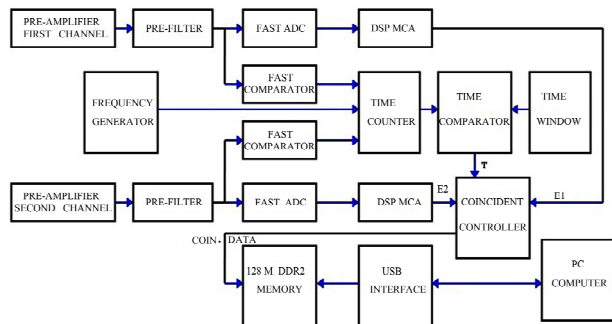 PRE-AMPLIFIER
FIRST CHANNEL
PRE-FILTER
FAST ADC
DSP MCA
FAST
COMPARATOR
FREQUENCY
GENERATOR
TIME
COUNTER
TIME
COMPARATOR
TIME
WINDOW
FAST
COMPARATOR
T
PRE-AMPLIFIER
SECOND CHANNEL
PRE-FILTER
FAST ADC
DSP MCA
E2
COINCIDENT
CONTROLLER
E1
COIN. DATA
128 M DDR2
MEMORY
USB
INTERFACE
PC
COMPUTER